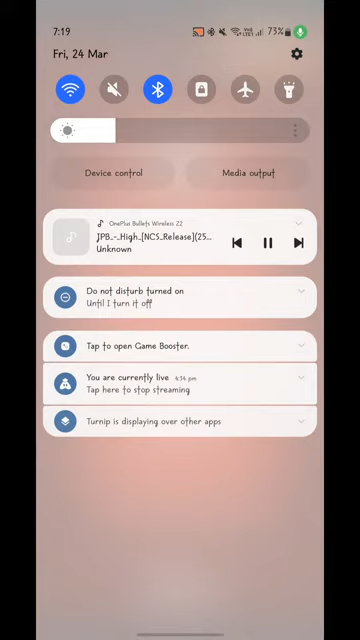 7:19
73%
Fri, 24 Mar
Device control
Media output
OnePlus Bullets Wireless Z2
JPB_-_High_[NCS_Release](25...
Unknown
Do not disturb turned on
Until I turn it off
Tap to open Game Booster.
You are currently live 6:54 pm
Tap here to stop streaming
Turnip is displaying over other apps